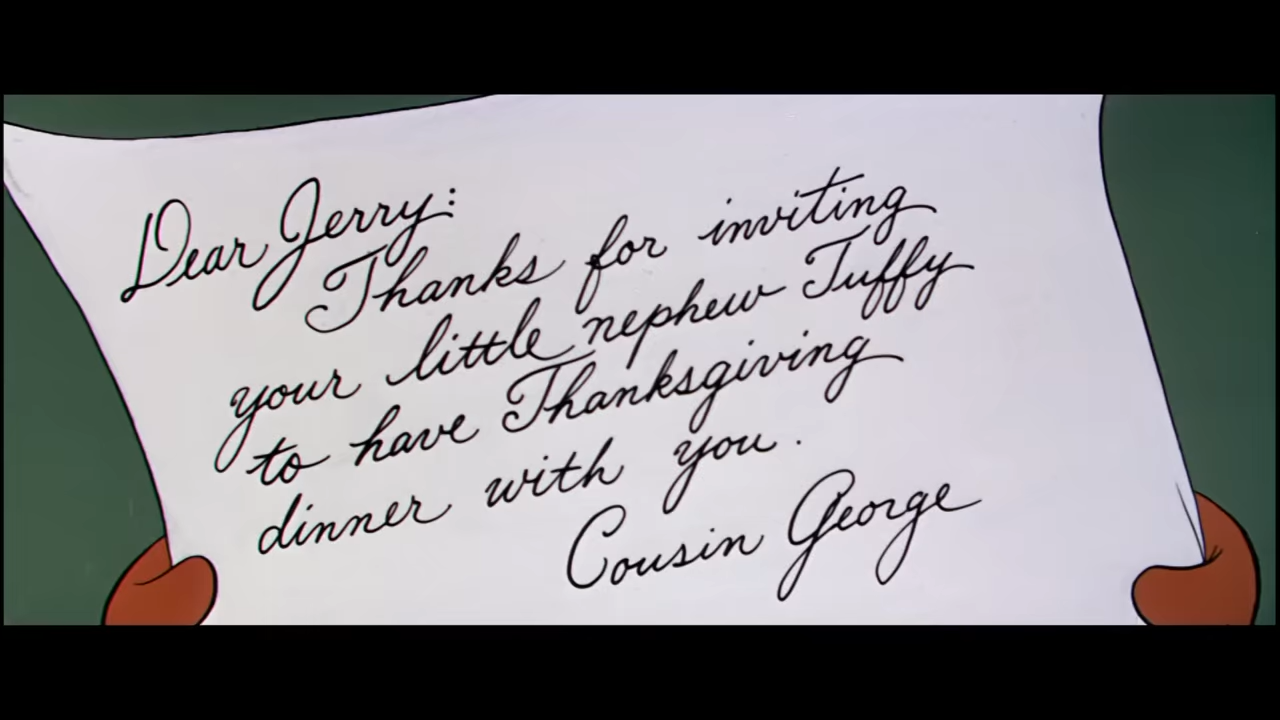 Dear Jerry:
Thanks for inviting
your little nephew Tuffy
to have Thanksgiving
dinner with you.
Cousin George